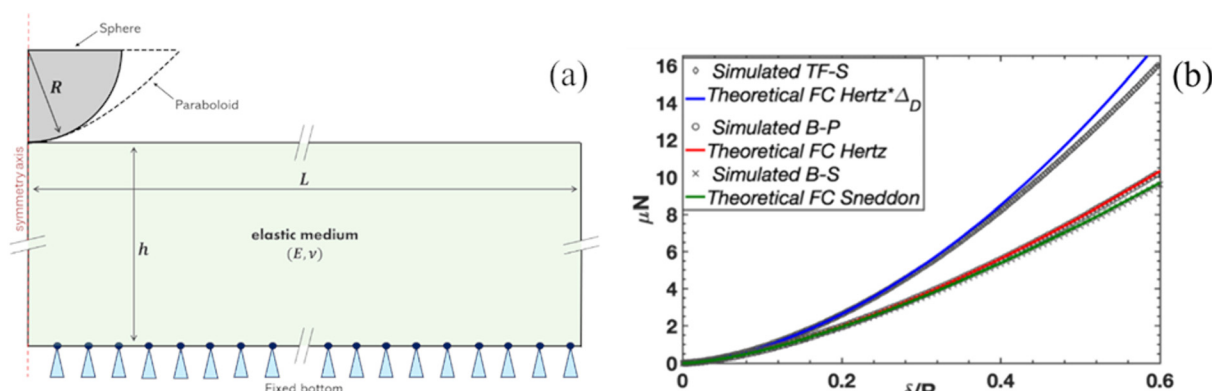 Sphere
R
Paraboloid
(a)
symmetry axis
L
h
elastic medium
(E, ν)
Fixed bottom
(b)
μN
16
14
12
10
8
6
4
2
0
Simulated TF-S
Theoretical FC Hertz*Δ_D
Simulated B-P
Theoretical FC Hertz
Simulated B-S
Theoretical FC Sneddon
0 0.2 0.4 0.6